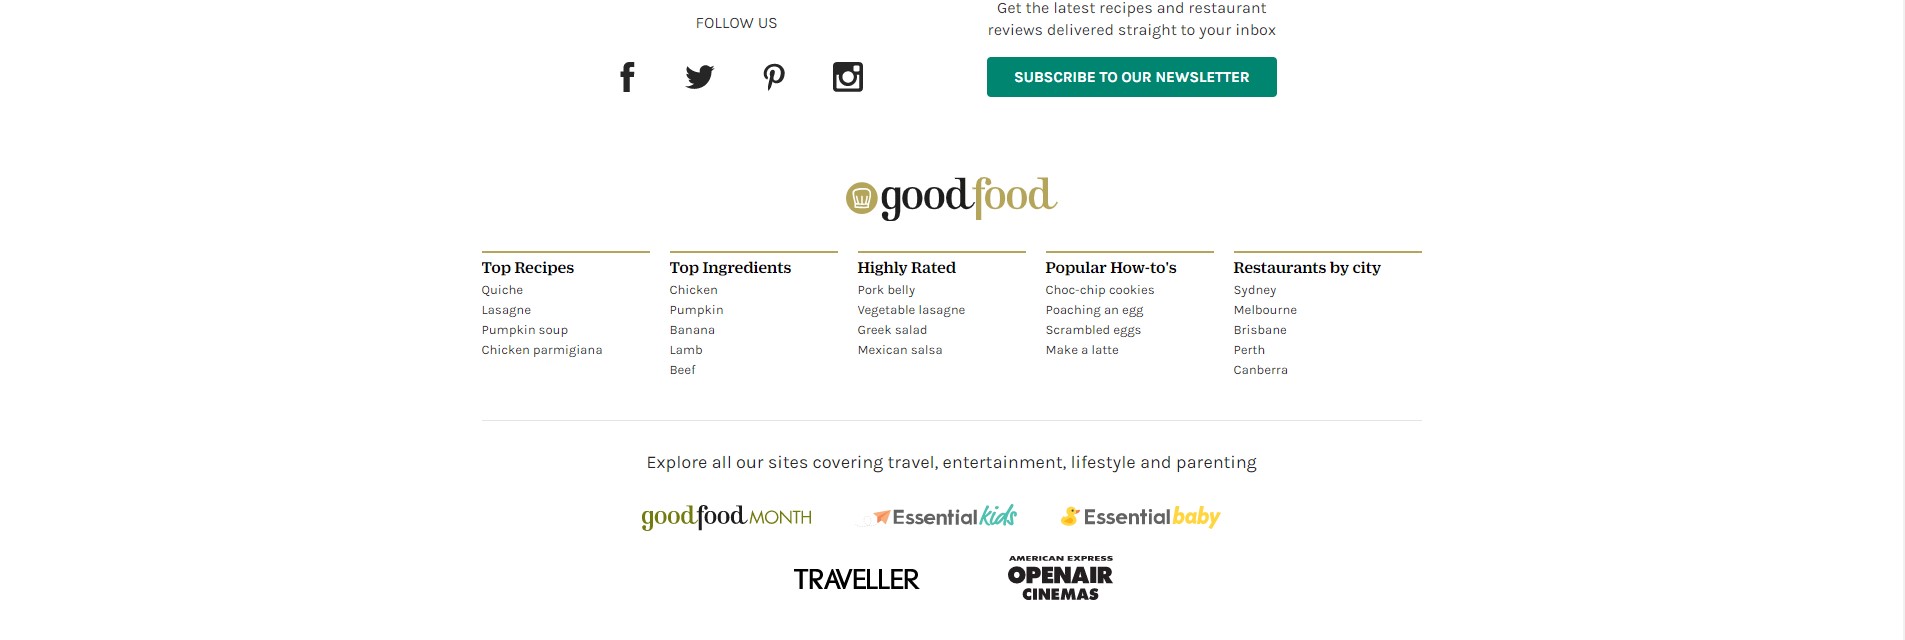 FOLLOW US
Get the latest recipes and restaurant
reviews delivered straight to your inbox
SUBSCRIBE TO OUR NEWSLETTER
goodfood
Top Recipes
Quiche
Lasagne
Pumpkin soup
Chicken parmigiana
Top Ingredients
Chicken
Pumpkin
Banana
Lamb
Beef
Highly Rated
Pork belly
Vegetable lasagne
Greek salad
Mexican salsa
Popular How-to's
Choc-chip cookies
Poaching an egg
Scrambled eggs
Make a latte
Restaurants by city
Sydney
Melbourne
Brisbane
Perth
Canberra
Explore all our sites covering travel, entertainment, lifestyle and parenting
goodfoodMONTH
Essential kids
Essential baby
TRAVELLER
AMERICAN EXPRESS
OPENAIR
CINEMAS